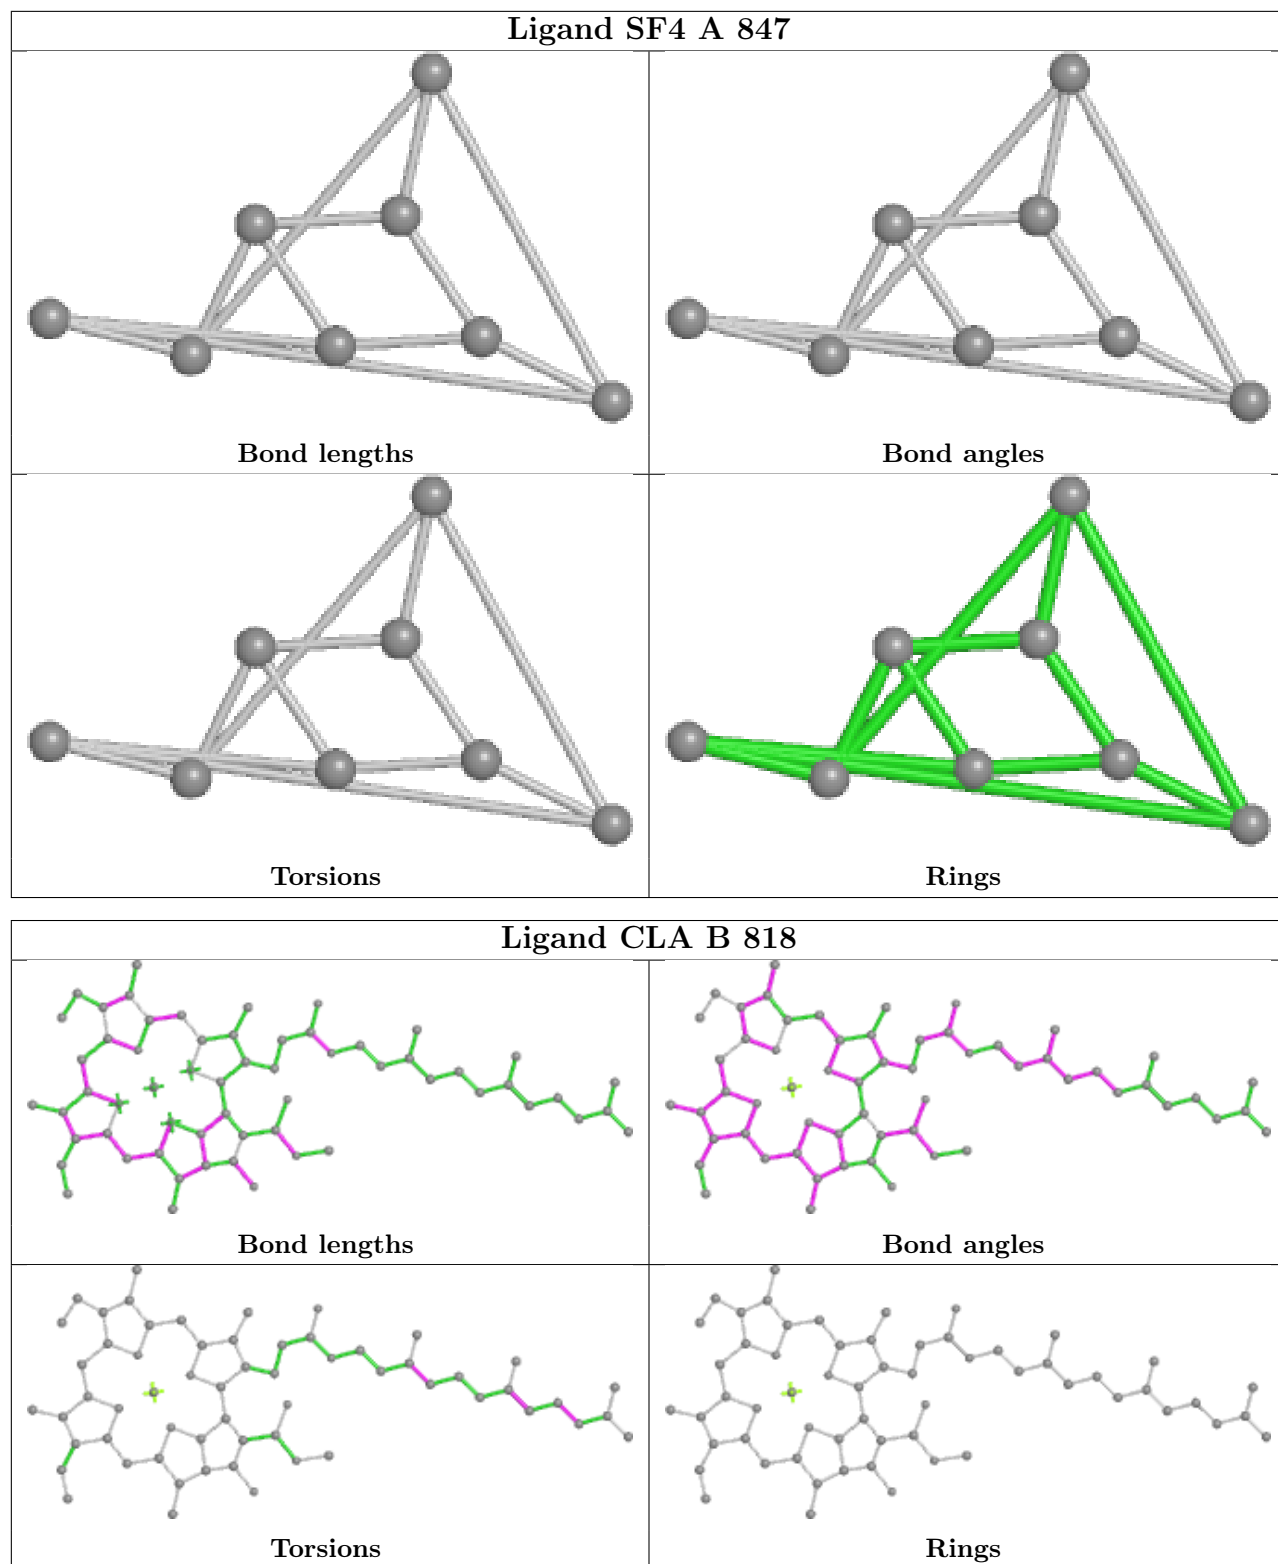 Ligand SF4 A 847
Bond lengths
Bond angles
Torsions
Rings
Ligand CLA B 818
Bond lengths
Bond angles
Torsions
Rings